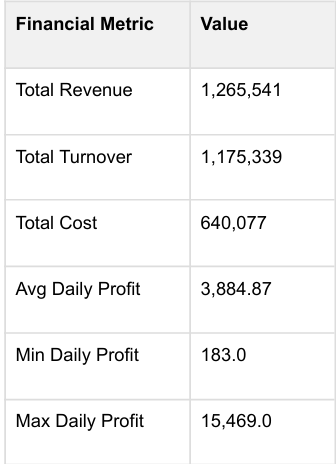 Financial Metric Value
Total Revenue 1,265,541
Total Turnover 1,175,339
Total Cost 640,077
Avg Daily Profit 3,884.87
Min Daily Profit 183.0
Max Daily Profit 15,469.0